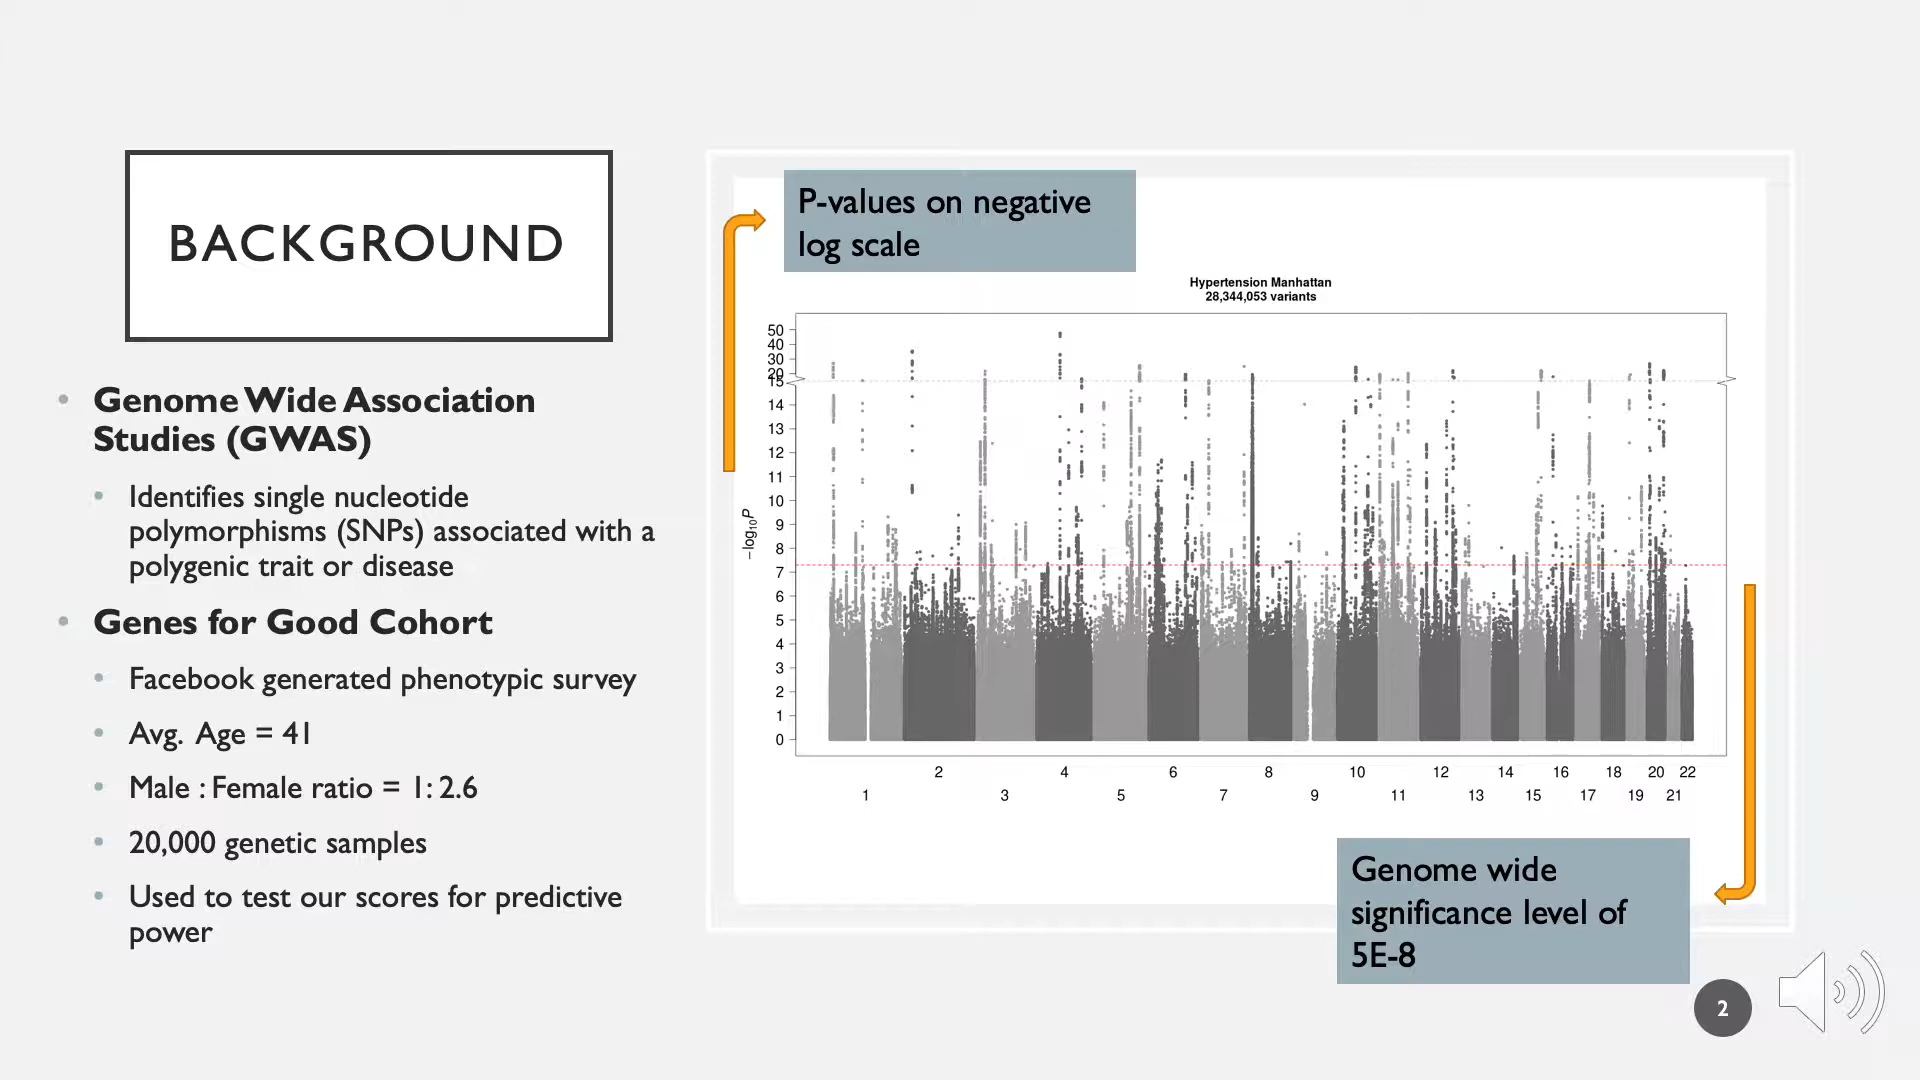 BACKGROUND
Genome Wide Association
Studies (GWAS)
Identifies single nucleotide
polymorphisms (SNPs) associated with a
polygenic trait or disease
Genes for Good Cohort
Facebook generated phenotypic survey
Avg. Age = 41
Male : Female ratio = 1: 2.6
20,000 genetic samples
Used to test our scores for predictive
power
P-values on negative
log scale
Hypertension Manhattan
28,344,053 variants
50
40
30
20
15
14
13
12
11
10
9
8
7
6
5
4
3
2
1
0
−log10P
2 4 6 8 10 12 14 16 18 20 22
1 3 5 7 9 11 13 15 17 19 21
Genome wide
significance level of
5E-8
2